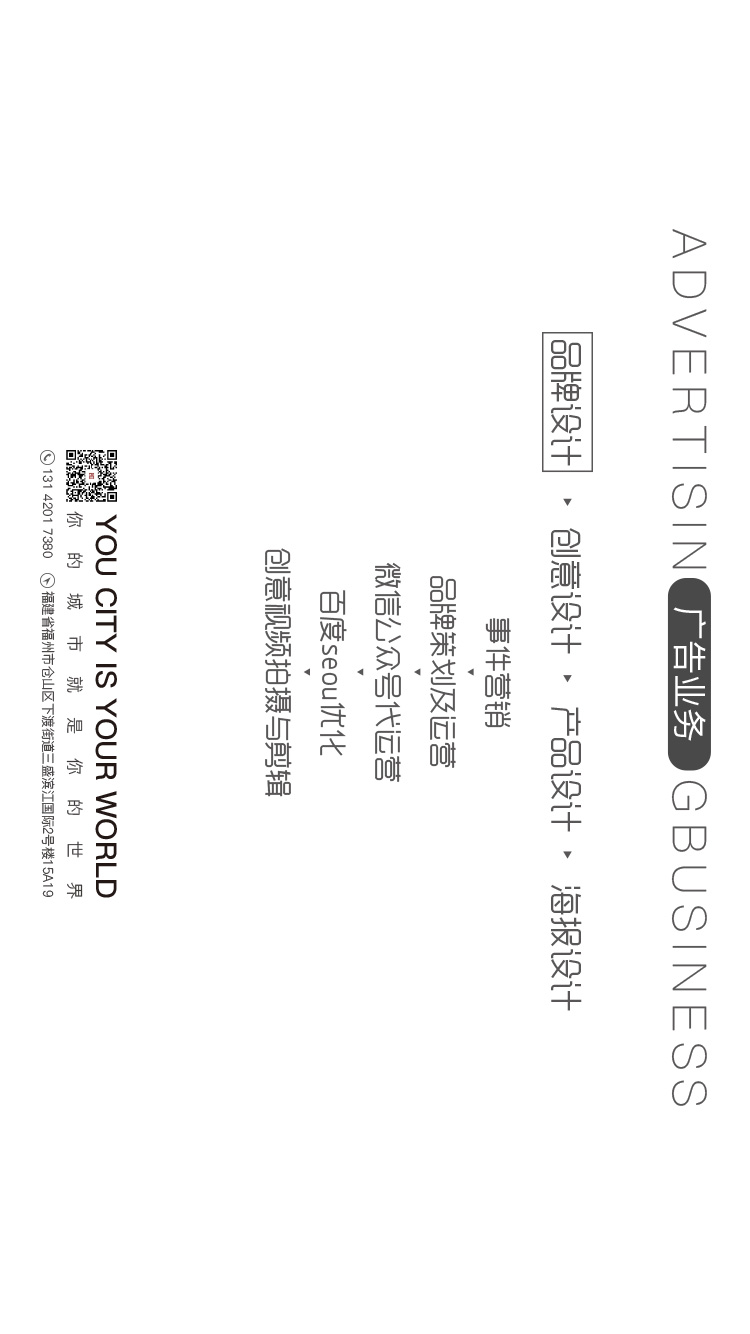 ADVERTISIN 广告业务 GBUSINESS
品牌设计 创意设计 产品设计 海报设计
事件营销
品牌策划及运营
微信公众号代运营
百度seou优化
创意视频拍摄与剪辑
YOU CITY IS YOUR WORLD
你的城市就是你的世界
131 4201 7380 福建省福州市仓山区下渡街道三盛滨江国际2号楼15A19